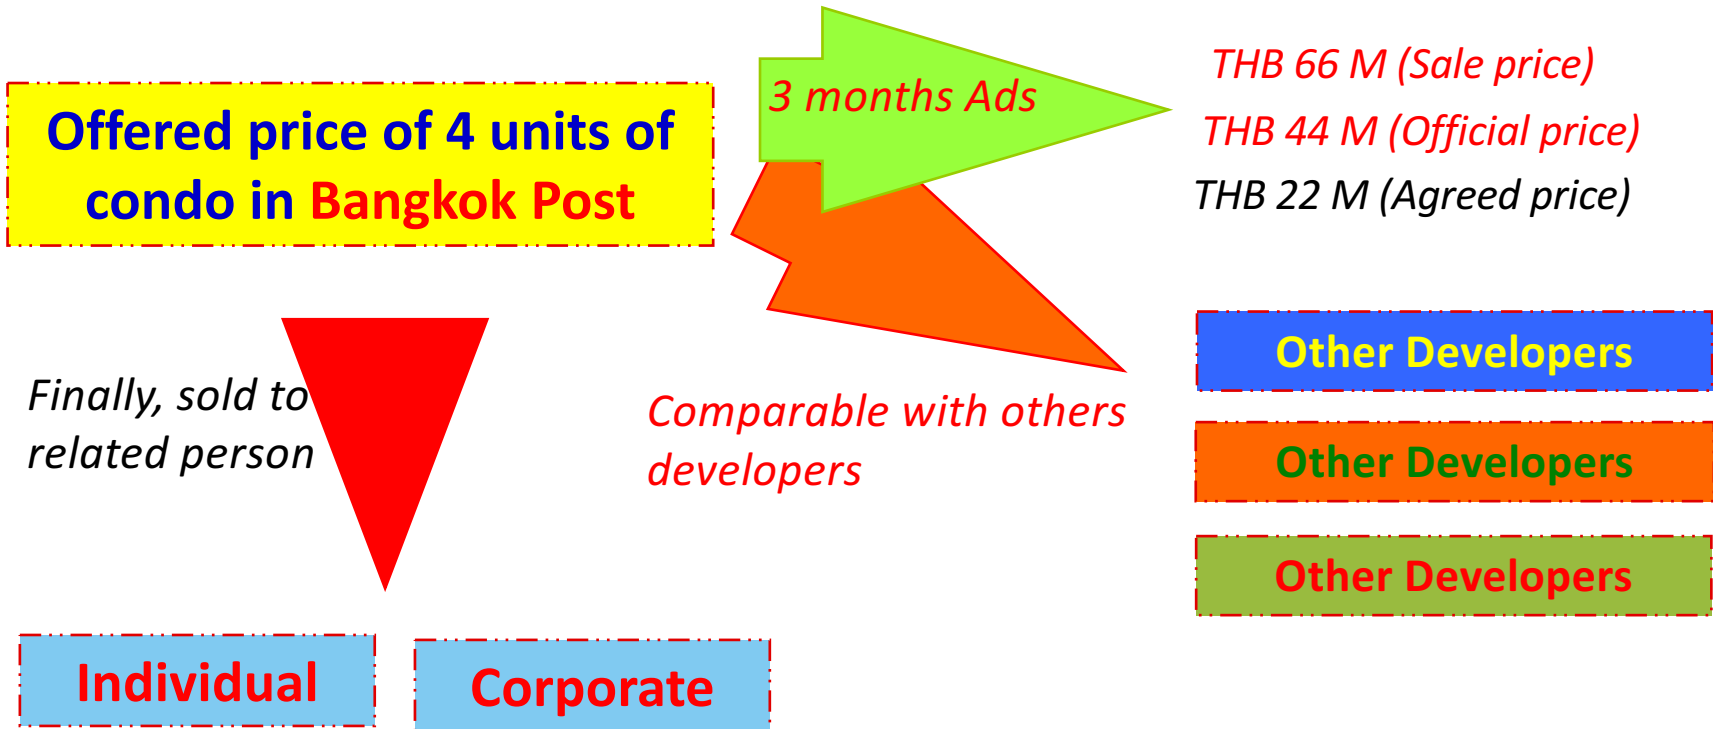 Offered price of 4 units of
condo in Bangkok Post
3 months Ads
THB 66 M (Sale price)
THB 44 M (Official price)
THB 22 M (Agreed price)
Finally, sold to
related person
Comparable with others
developers
Other Developers
Other Developers
Other Developers
Individual
Corporate